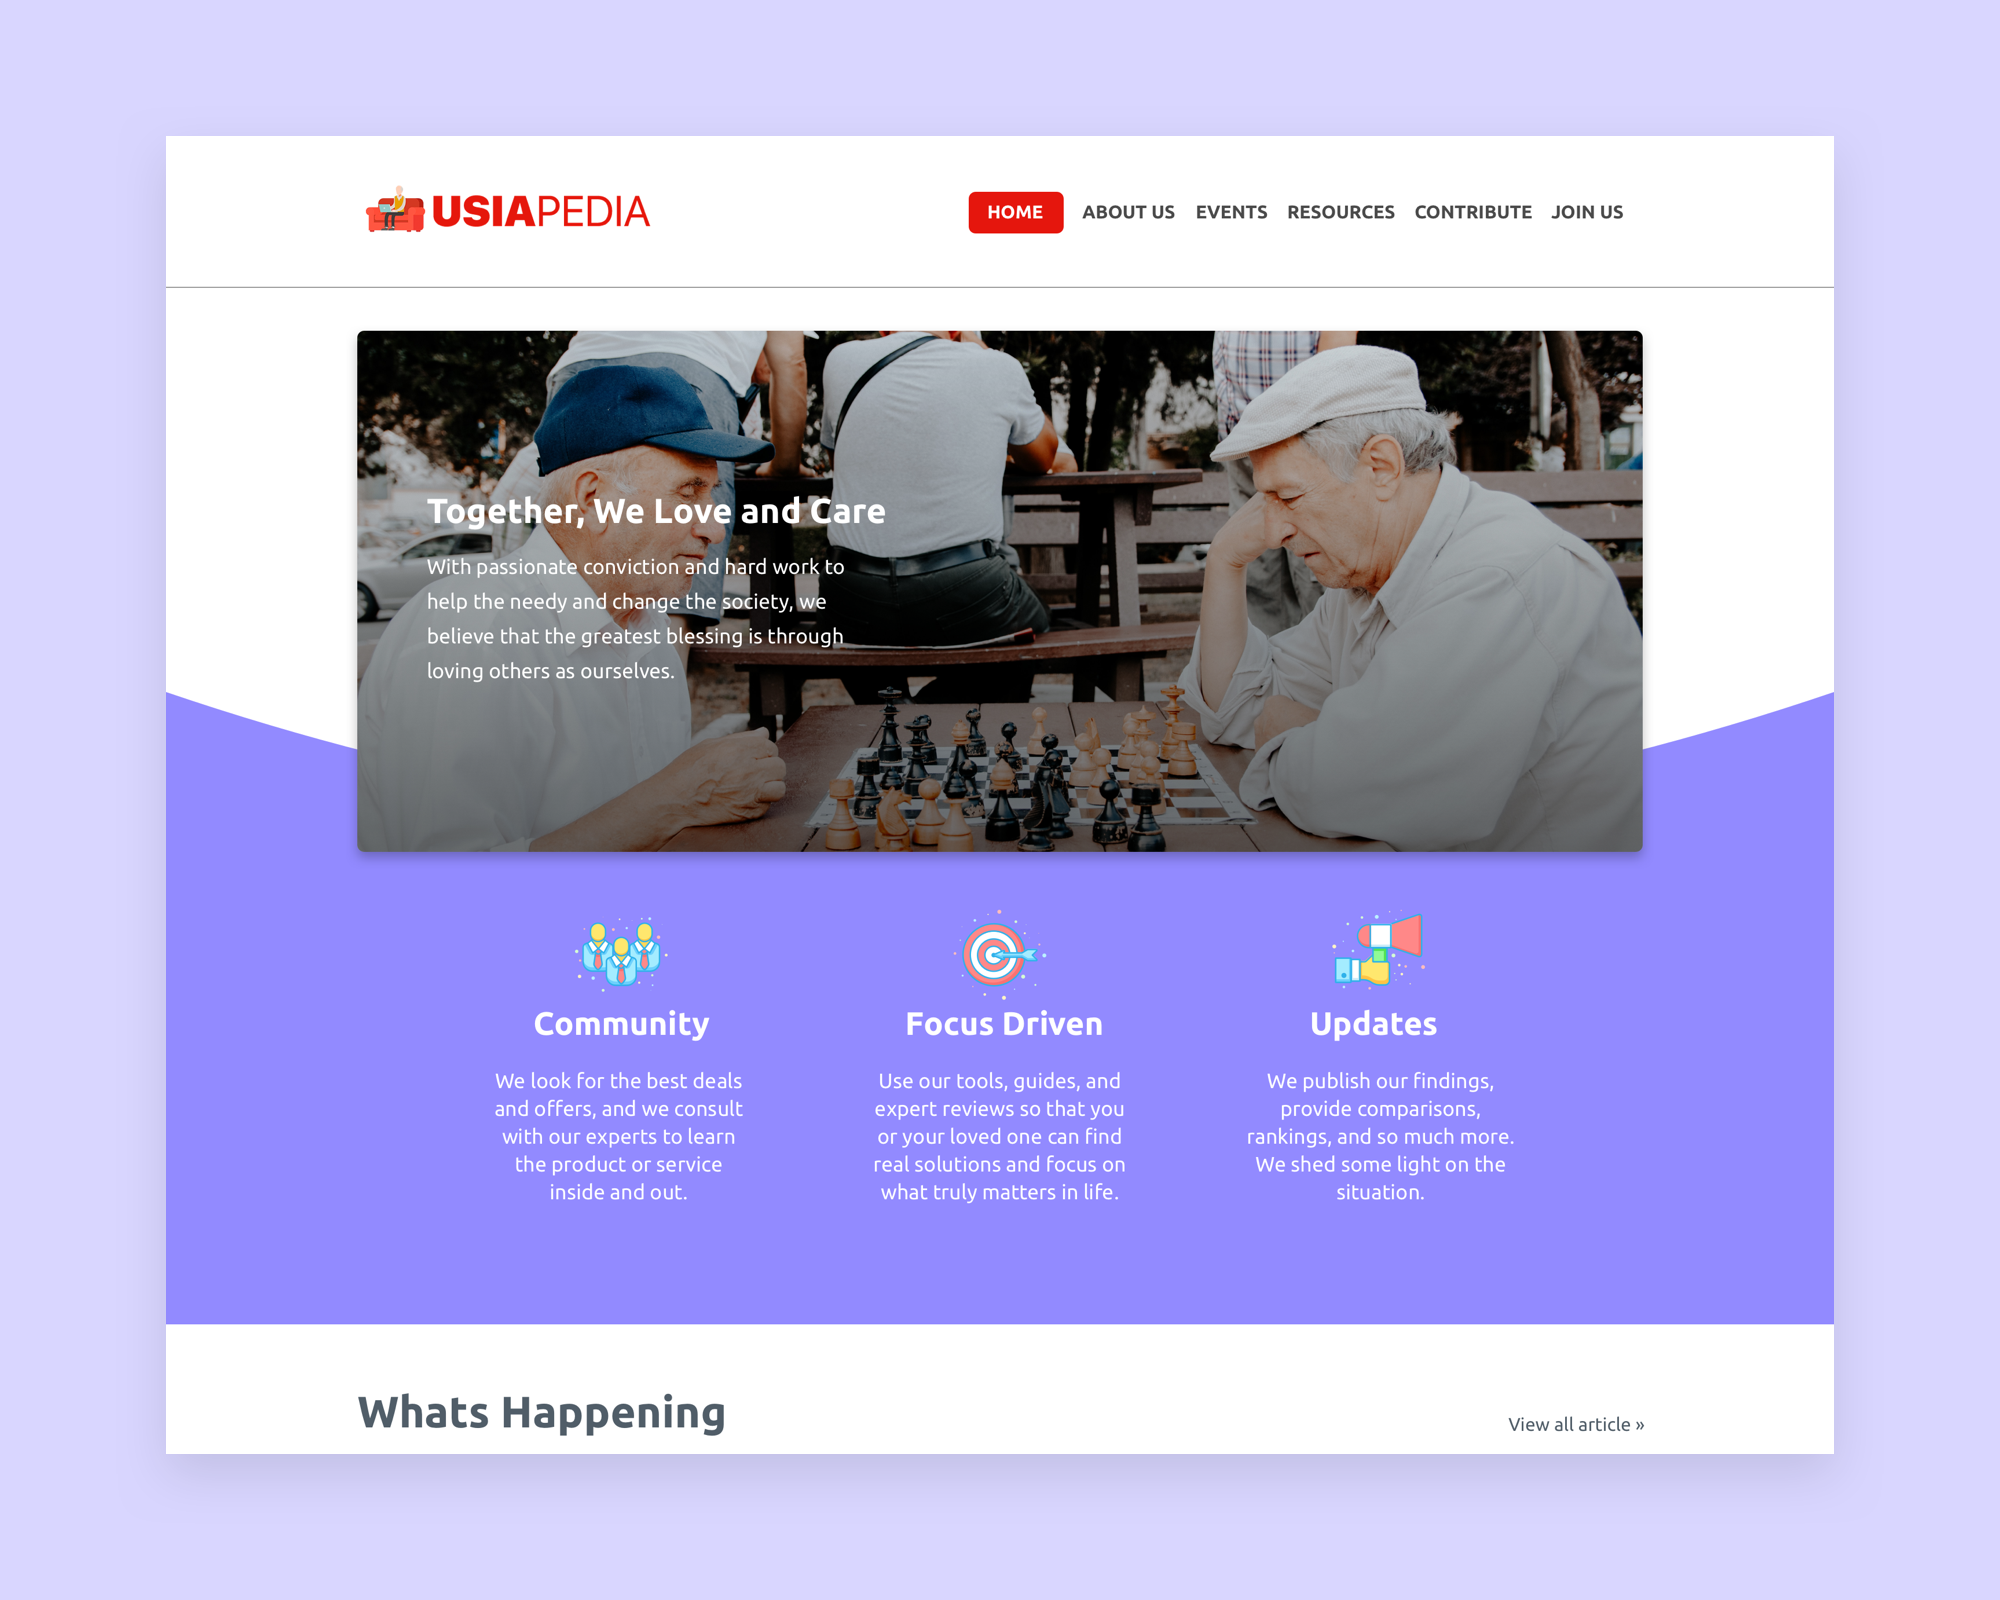 USIAPEDIA
HOME ABOUT US EVENTS RESOURCES CONTRIBUTE JOIN US
Together, We Love and Care
With passionate conviction and hard work to
help the needy and change the society, we
believe that the greatest blessing is through
loving others as ourselves.
Community
We look for the best deals
and offers, and we consult
with our experts to learn
the product or service
inside and out.
Focus Driven
Use our tools, guides, and
expert reviews so that you
or your loved one can find
real solutions and focus on
what truly matters in life.
Updates
We publish our findings,
provide comparisons,
rankings, and so much more.
We shed some light on the
situation.
Whats Happening
View all article »